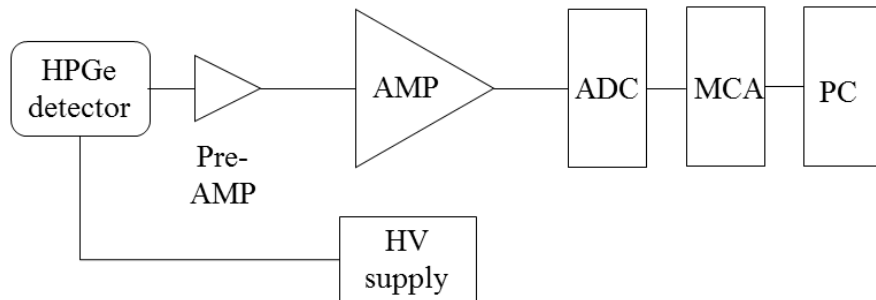 HPGe
detector
Pre-
AMP
AMP
ADC
MCA
PC
HV
supply